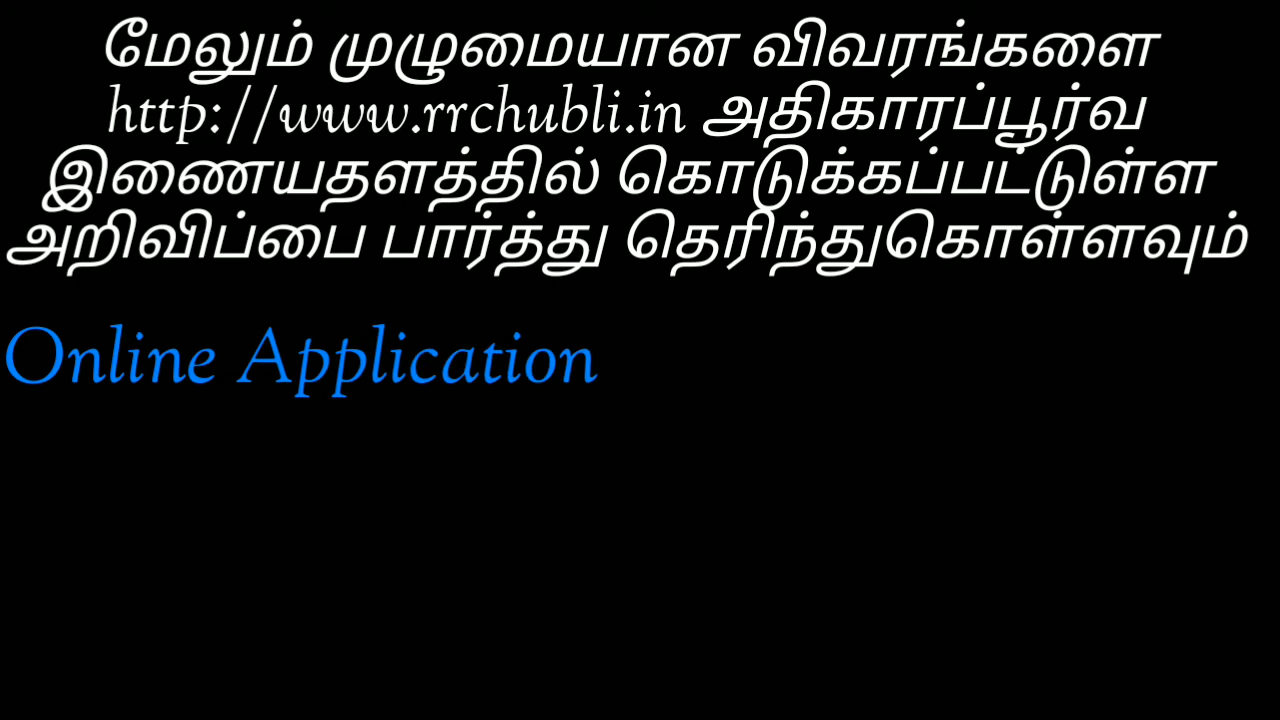 மேலும் முழுமையான விவரங்களை
http://www.rrchubli.in அதிகாரப்பூர்வ
இணையதளத்தில் கொடுக்கப்பட்டுள்ள
அறிவிப்பை பார்த்து தெரிந்துகொள்ளவும்
Online Application